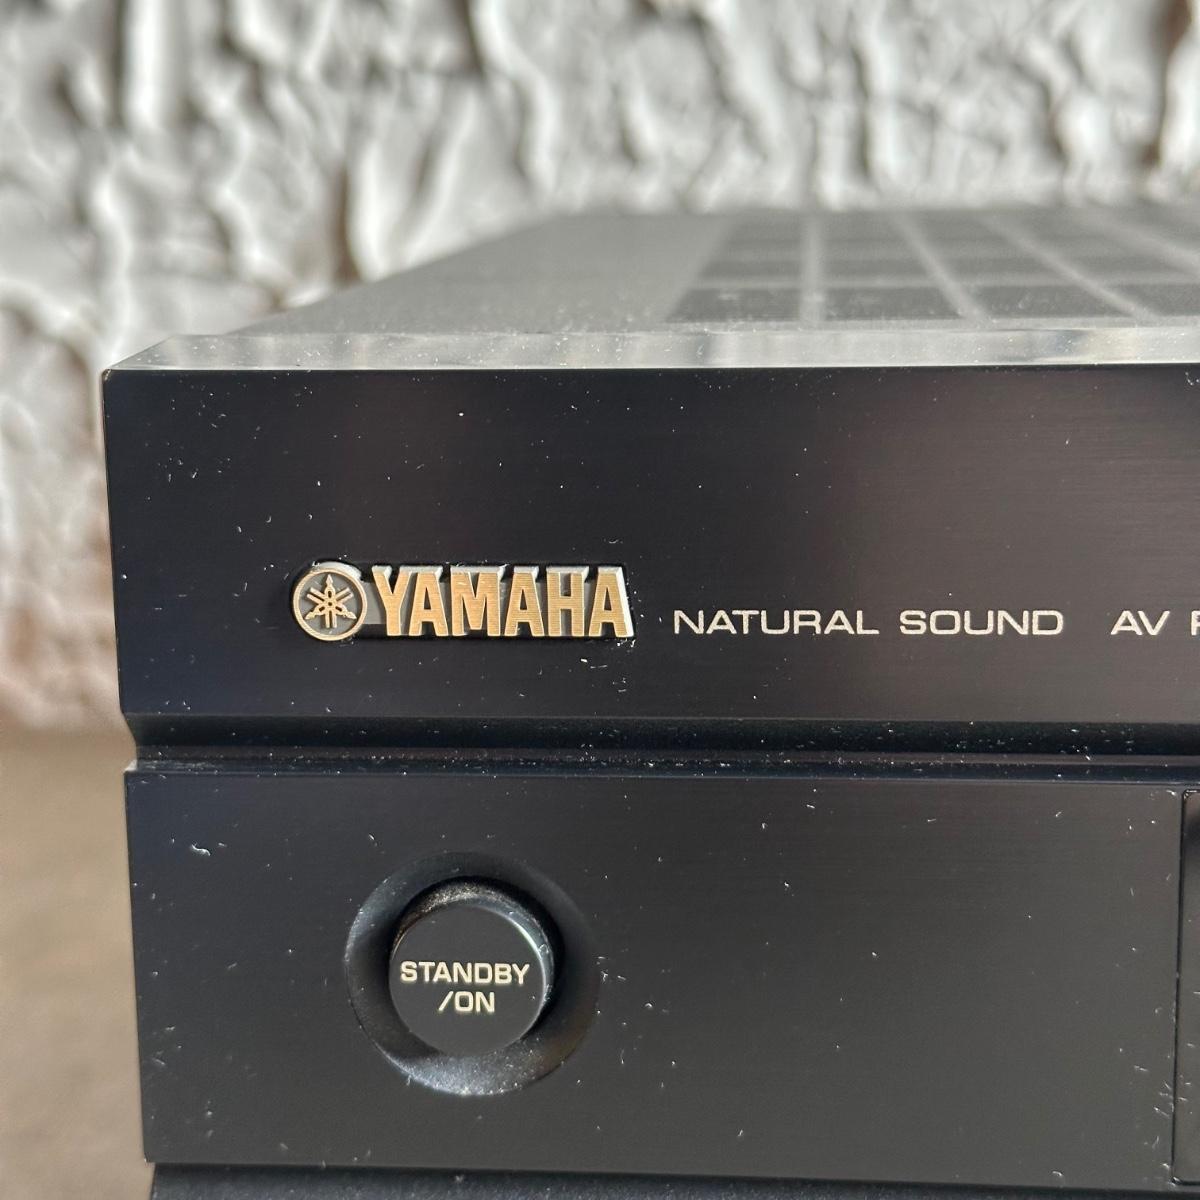 YAMAHA NATURAL SOUND AV
STANDBY
/ON